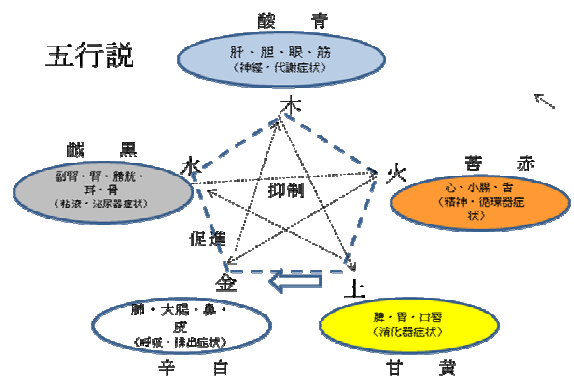 五行説
酸 青
肝・胆・眼・筋
(神経・代謝症状)
木
鹹 黒
副腎・腎・膀胱・
耳・骨
(粘液・泌尿器症状)
水
火
苦 赤
心・小腸・舌
(精神・循環器症
状)
抑制
促進
金
土
肺・大腸・鼻・
皮
(呼吸・排出症状)
辛 白
脾・胃・口唇
(消化器症状)
甘 黄